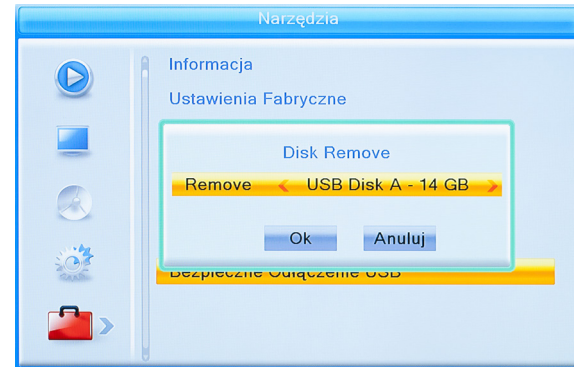 Narzędzia
Informacja
Ustawienia Fabryczne
Disk Remove
Remove USB Disk A - 14 GB
Ok Anuluj
Bezpieczne Odłączenie USB